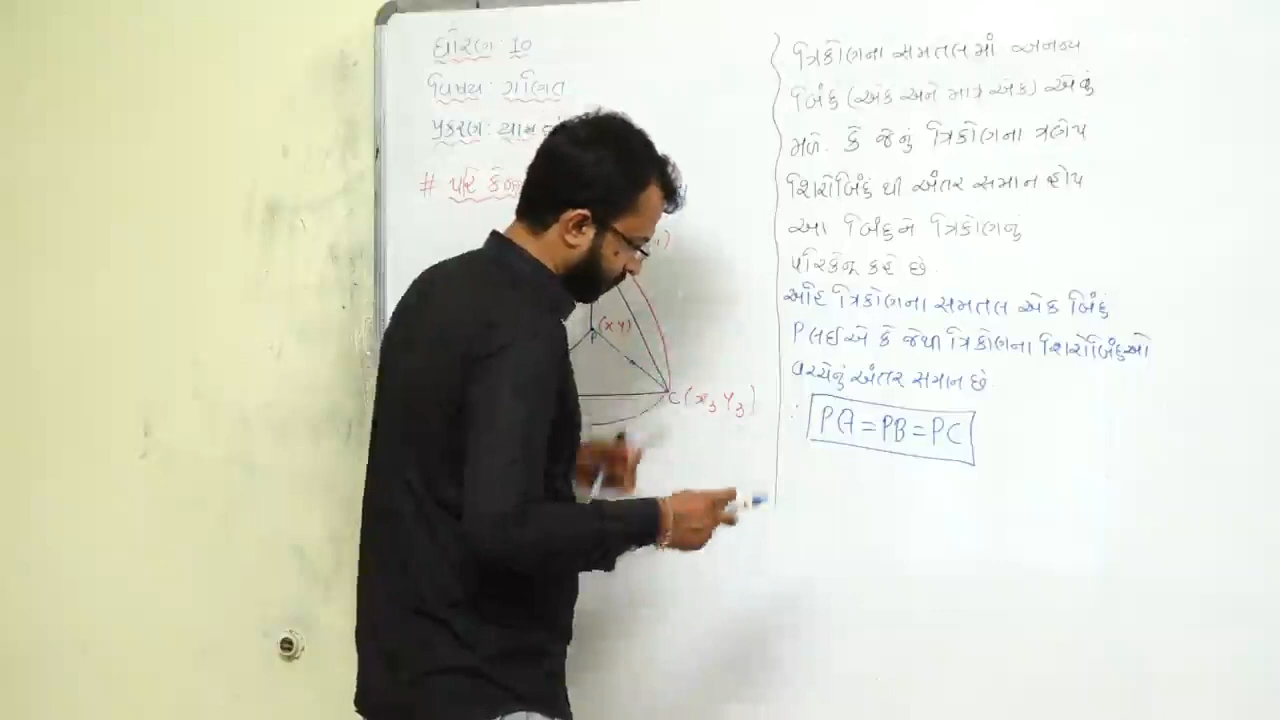 ધોરણ: 10
વિષય: ગણિત
પ્રકરણ: યામ
# પરિ
P (x,y)
C (x3 y3)
ત્રિકોણના સમતલમાં અનન્ય
બિંદુ (એક અને માત્ર એક) એવું
મળે. કે જેનું ત્રિકોણના ત્રણેય
શિરોબિંદુ થી અંતર સમાન હોય
આ બિંદુને ત્રિકોણનું
પરિકેન્દ્ર કહે છે.
અહિ ત્રિકોણના સમતલ એક બિંદુ
P લઈએ કે જેથી ત્રિકોણના શિરોબિંદુઓ
વચ્ચેનું અંતર સમાન છે.
∴ PA = PB = PC